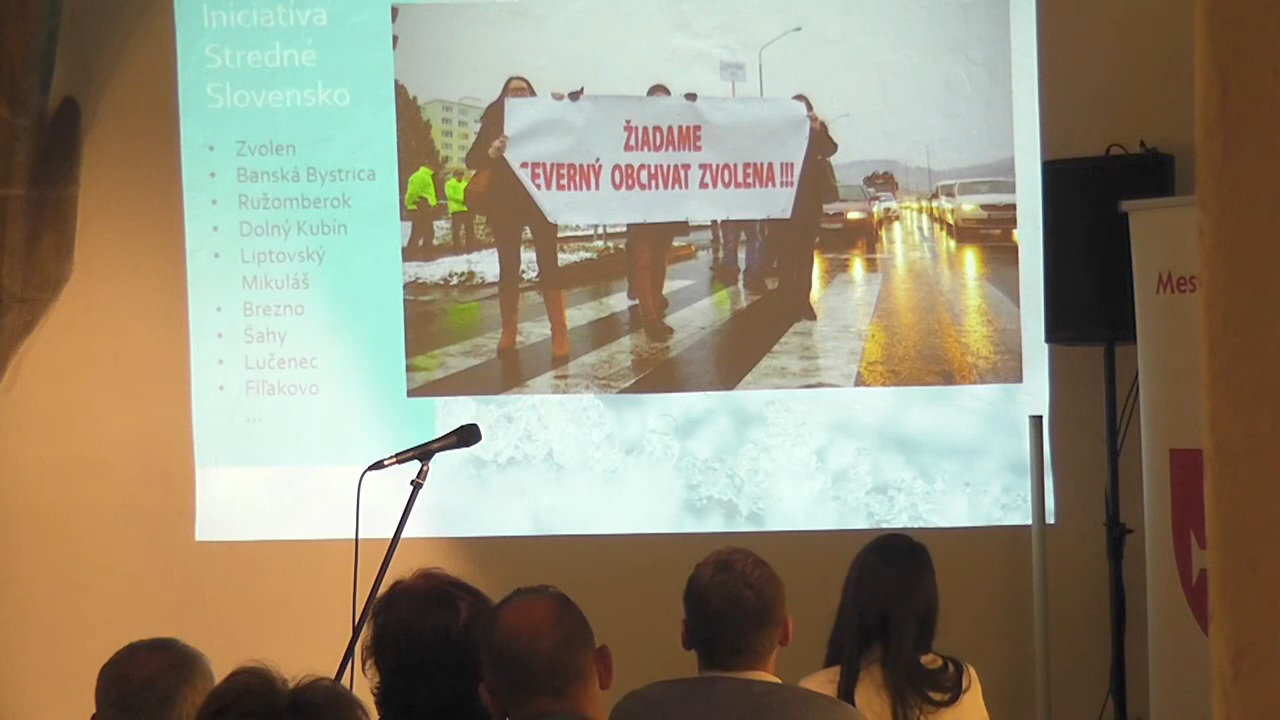 Iniciatíva
Stredné
Slovensko
• Zvolen
• Banská Bystrica
• Ružomberok
• Dolný Kubín
• Liptovský
Mikuláš
• Brezno
• Šahy
• Lučenec
• Fiľakovo
...
ŽIADAME
SEVERNÝ OBCHVAT ZVOLENA !!!
Mes